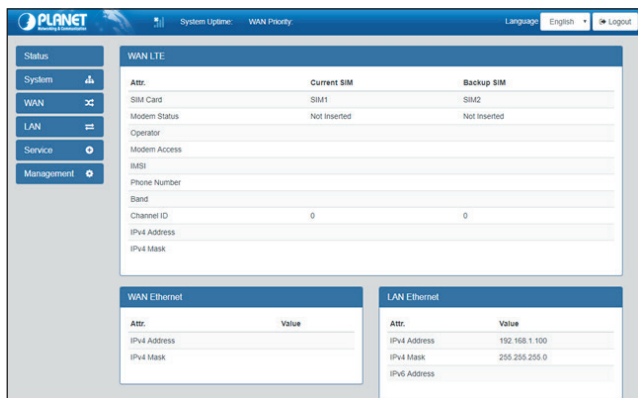 PLANET
Networking & Communication
System Uptime: WAN Priority: Language English Logout
Status
System
WAN
LAN
Service
Management
WAN LTE
Attr. Current SIM Backup SIM
SIM Card SIM1 SIM2
Modem Status Not Inserted Not Inserted
Operator
Modem Access
IMSI
Phone Number
Band
Channel ID 0 0
IPv4 Address
IPv4 Mask
WAN Ethernet
Attr. Value
IPv4 Address
IPv4 Mask
LAN Ethernet
Attr. Value
IPv4 Address 192.168.1.100
IPv4 Mask 255.255.255.0
IPv6 Address